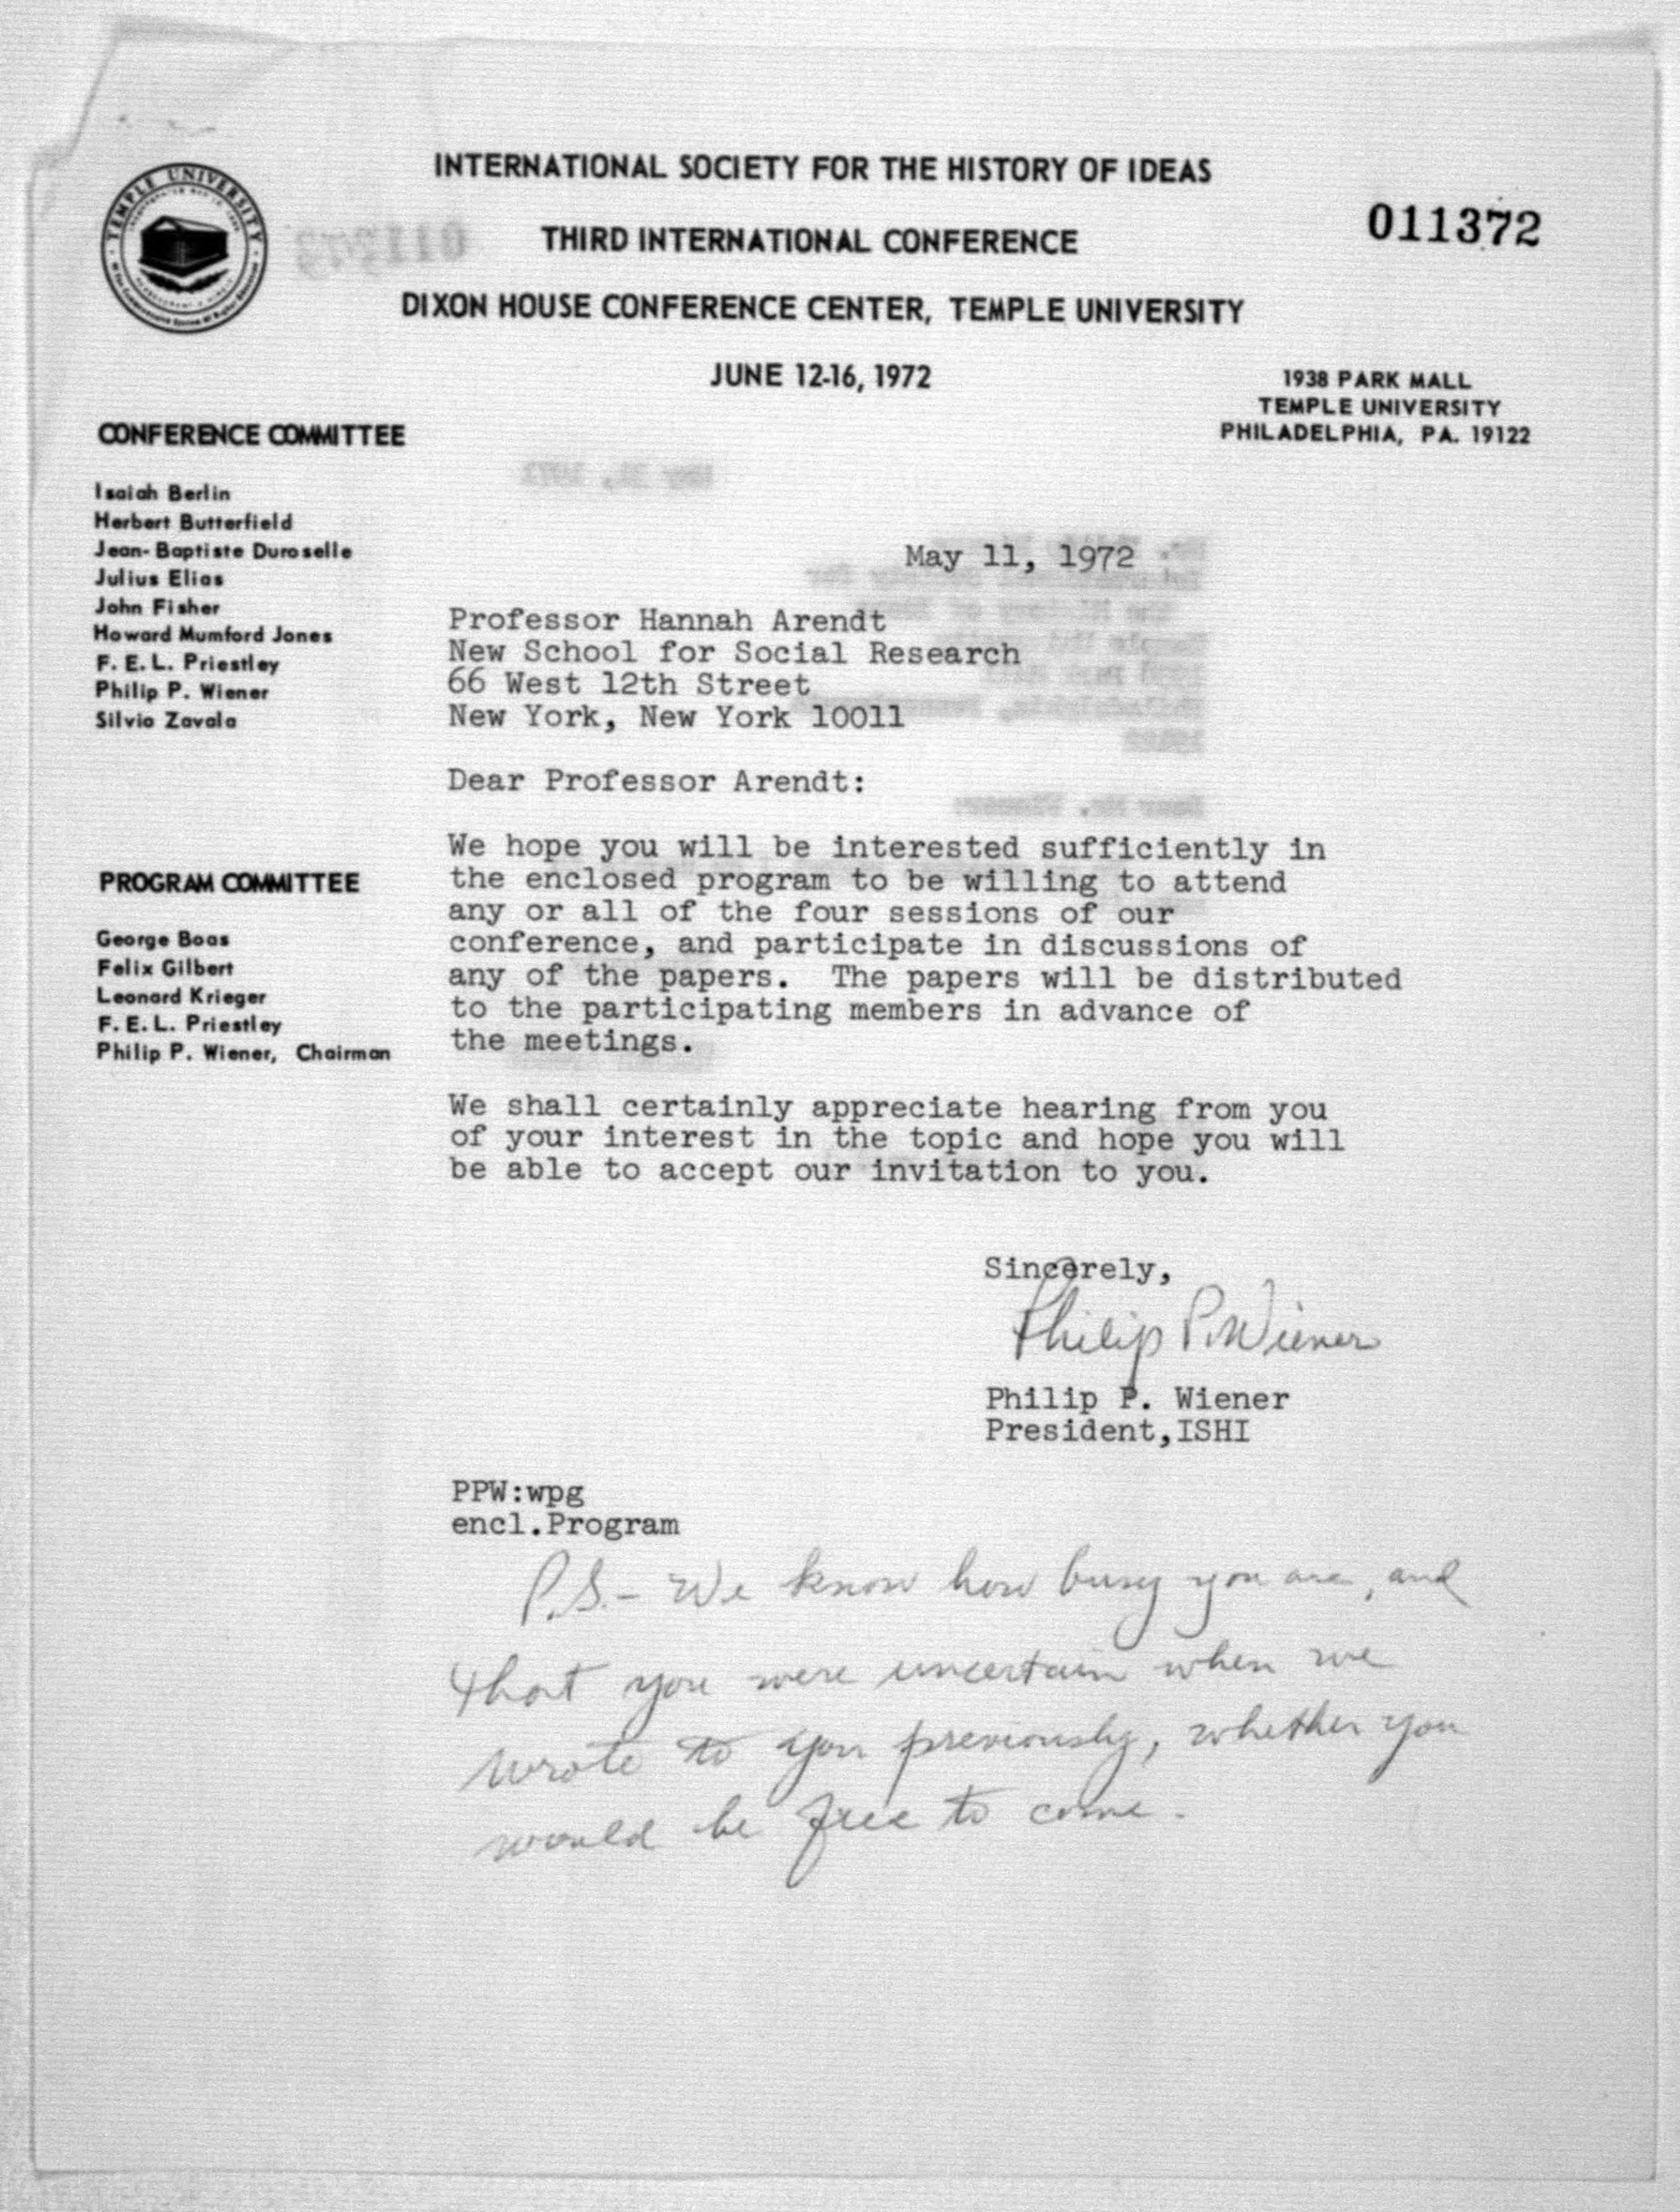 INTERNATIONAL SOCIETY FOR THE HISTORY OF IDEAS
THIRD INTERNATIONAL CONFERENCE
DIXON HOUSE CONFERENCE CENTER, TEMPLE UNIVERSITY
JUNE 12-16, 1972
TEMPLE UNIVERSITY
011372
1938 PARK MALL
TEMPLE UNIVERSITY
PHILADELPHIA, PA. 19122
CONFERENCE COMMITTEE
Isaiah Berlin
Herbert Butterfield
Jean-Baptiste Duroselle
Julius Elias
John Fisher
Howard Mumford Jones
F. E. L. Priestley
Philip P. Wiener
Silvio Zavala
PROGRAM COMMITTEE
George Boas
Felix Gilbert
Leonard Krieger
F. E. L. Priestley
Philip P. Wiener, Chairman
May 11, 1972
Professor Hannah Arendt
New School for Social Research
66 West 12th Street
New York, New York 10011
Dear Professor Arendt:
We hope you will be interested sufficiently in
the enclosed program to be willing to attend
any or all of the four sessions of our
conference, and participate in discussions of
any of the papers. The papers will be distributed
to the participating members in advance of
the meetings.
We shall certainly appreciate hearing from you
of your interest in the topic and hope you will
be able to accept our invitation to you.
Sincerely,
Philip P. Wiener
Philip P. Wiener
President,ISHI
PPW:wpg
encl.Program
P.S.- We know how busy you are, and
that you were uncertain when we
wrote to you previously, whether you
would be free to come.